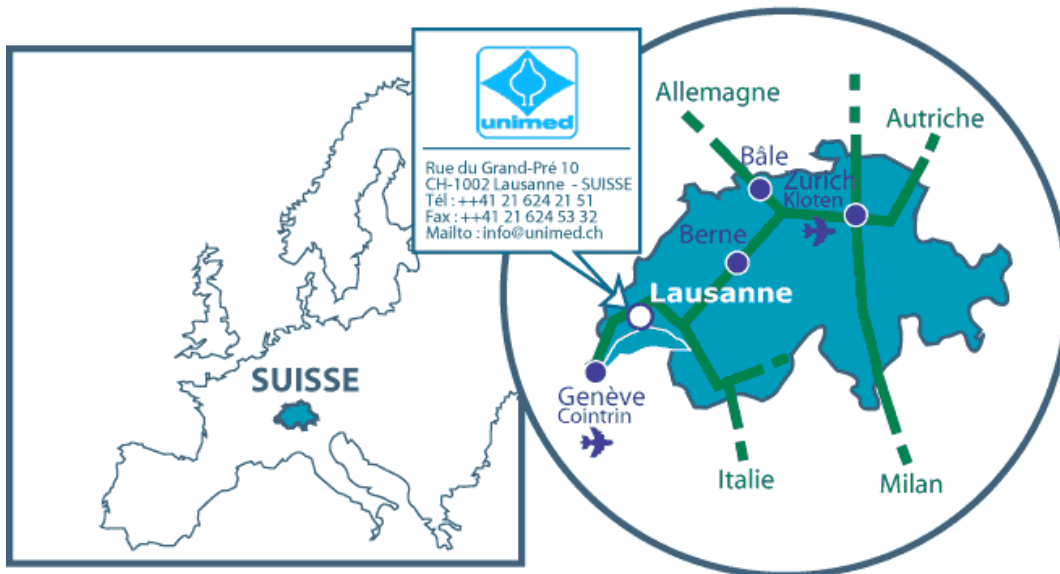 unimed
Rue du Grand-Pré 10
CH-1002 Lausanne - SUISSE
Tél : ++41 21 624 21 51
Fax : ++41 21 624 53 32
Mailto : info@unimed.ch
SUISSE
Allemagne
Autriche
Bâle
Zurich
Kloten
Berne
Lausanne
Genève
Cointrin
Italie
Milan